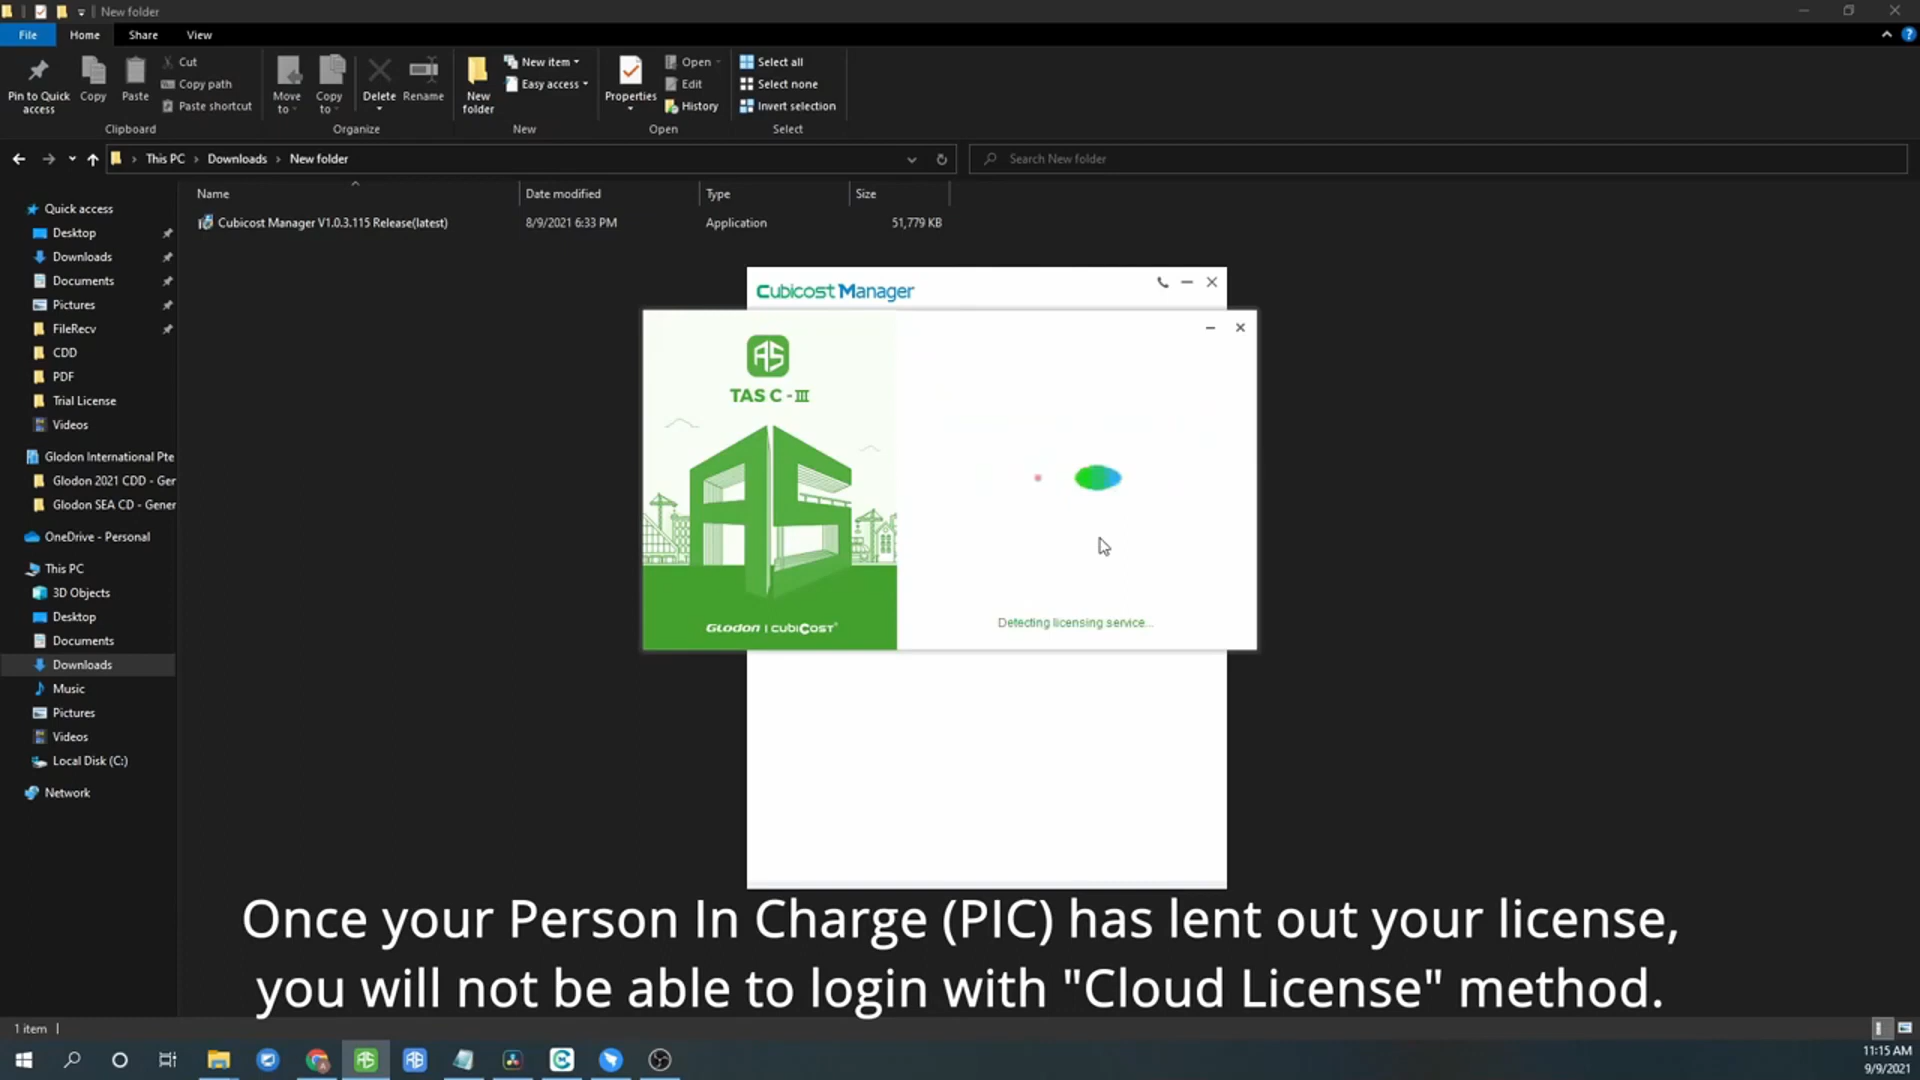 New folder
File
Home
Share
View
Pin to Quick
access
Copy
Paste
Cut
Copy path
Paste shortcut
Clipboard
Move
to
Copy
to
Delete
Rename
Organize
New
folder
New item
Easy access
New
Properties
Open
Edit
History
Open
Select all
Select none
Invert selection
Select
This PC
Downloads
New folder
Search New folder
Name
Date modified
Type
Size
Cubicost Manager V1.0.3.115 Release(latest)
8/9/2021 6:33 PM
Application
51,779 KB
Quick access
Desktop
Downloads
Documents
Pictures
FileRecv
CDD
PDF
Trial License
Videos
Glodon International Pte
Glodon 2021 CDD - Ger
Glodon SEA CD - Gener
OneDrive - Personal
This PC
3D Objects
Desktop
Documents
Downloads
Music
Pictures
Videos
Local Disk (C:)
Network
Cubicost Manager
AS
TAS C - III
Glodon | cubiCost
Detecting licensing service...
Once your Person In Charge (PIC) has lent out your license,
you will not be able to login with "Cloud License" method.
1 item
11:15 AM
9/9/2021